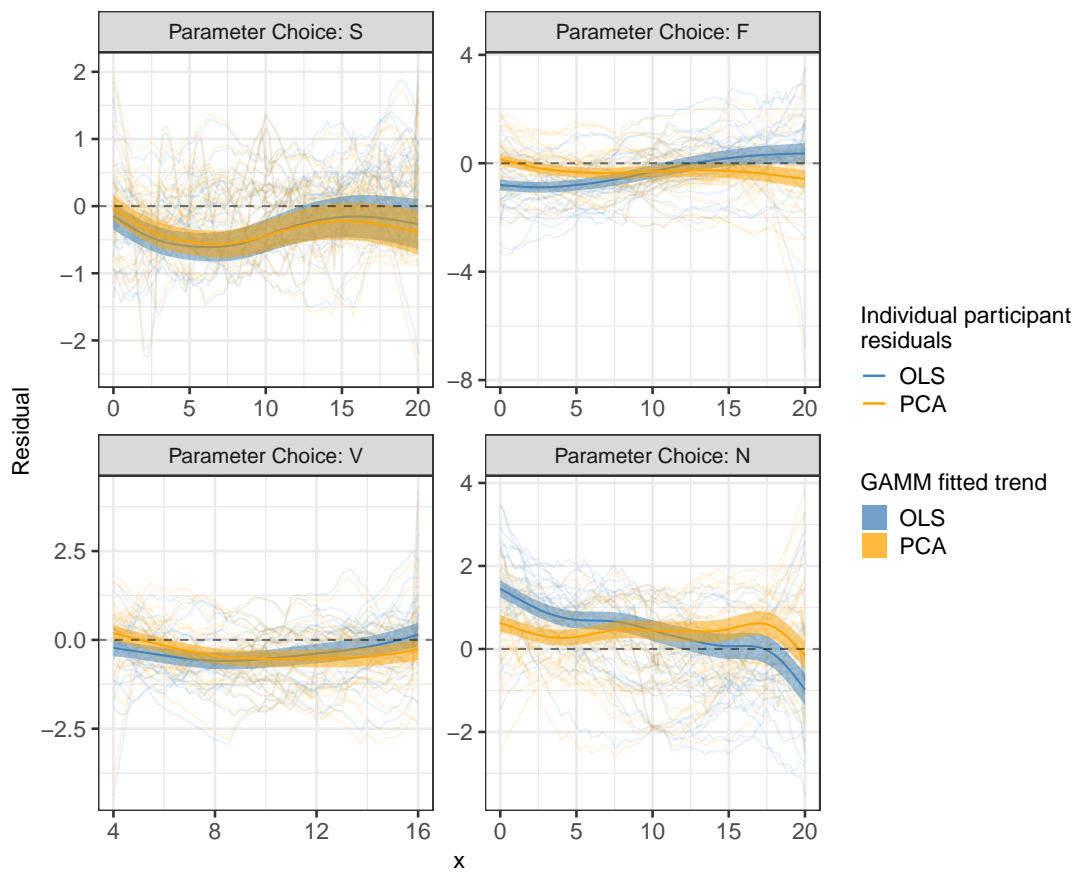 Parameter Choice: S
Parameter Choice: F
2
1
0
−1
−2
0 5 10 15 20
4
0
−4
−8
0 5 10 15 20
Residual
Parameter Choice: V
Parameter Choice: N
2.5
0.0
−2.5
4 8 12 16
4
2
0
−2
0 5 10 15 20
x
Individual participant
residuals
OLS
PCA
GAMM fitted trend
OLS
PCA